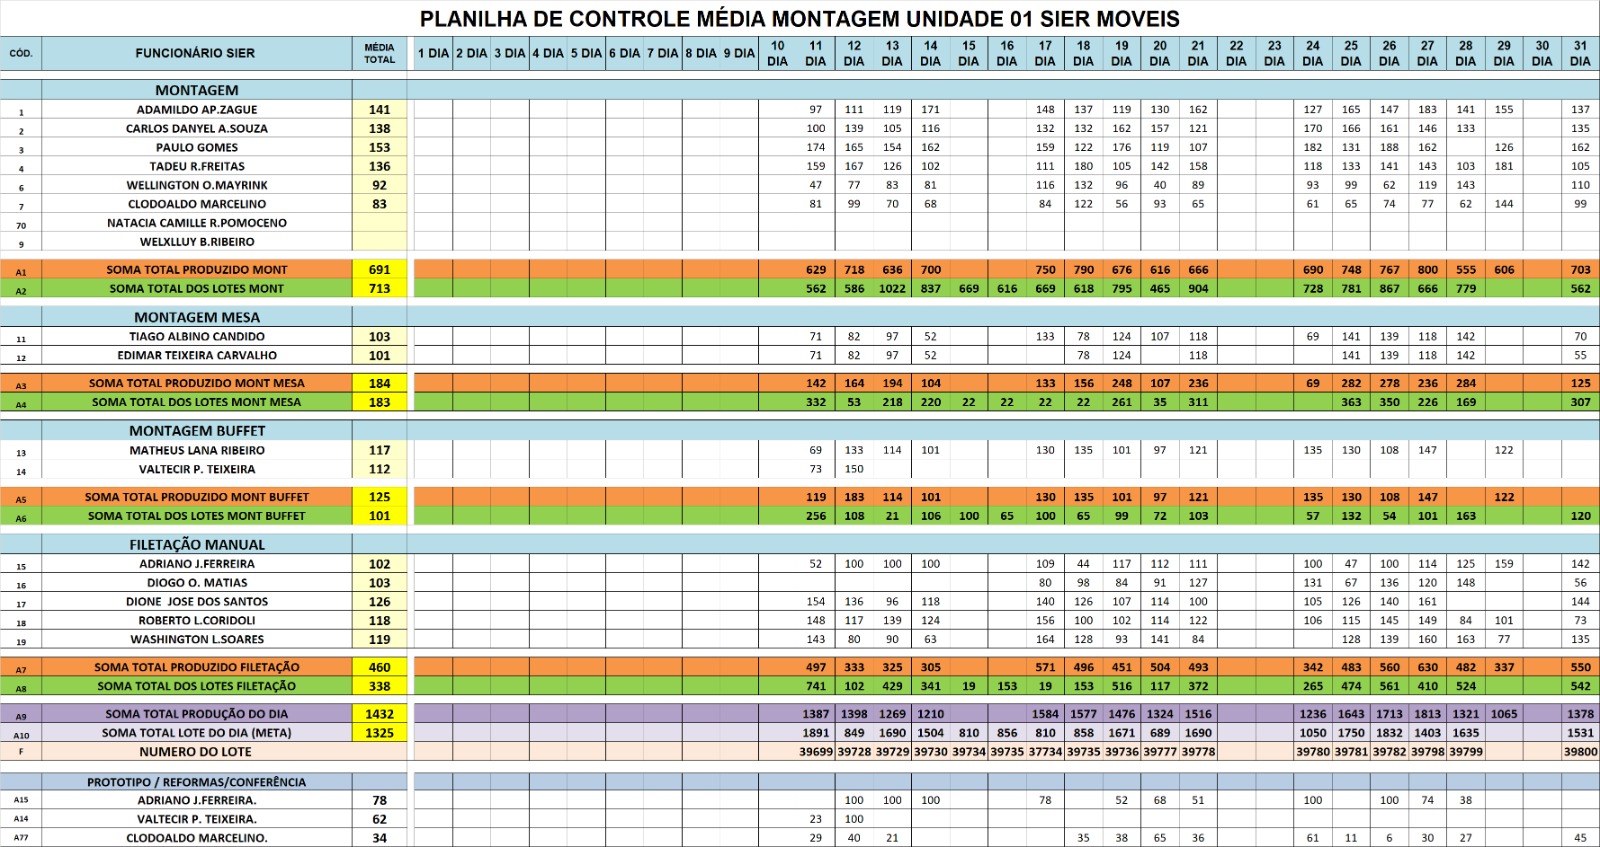 PLANILHA DE CONTROLE MÉDIA MONTAGEM UNIDADE 01 SIER MOVEIS
CÓD. FUNCIONÁRIO SIER MÉDIA TOTAL 1 DIA 2 DIA 3 DIA 4 DIA 5 DIA 6 DIA 7 DIA 8 DIA 9 DIA 10 DIA 11 DIA 12 DIA 13 DIA 14 DIA 15 DIA 16 DIA 17 DIA 18 DIA 19 DIA 20 DIA 21 DIA 22 DIA 23 DIA 24 DIA 25 DIA 26 DIA 27 DIA 28 DIA 29 DIA 30 DIA 31 DIA
MONTAGEM
1 ADAMILDO AP.ZAGUE 141 97 111 119 171 148 137 119 130 162 127 165 147 183 141 155 137
2 CARLOS DANYEL A.SOUZA 138 100 139 105 116 132 132 162 157 121 170 166 161 146 133 135
3 PAULO GOMES 153 174 165 154 162 159 122 176 119 107 182 131 188 162 126 162
4 TADEU R.FREITAS 136 159 167 126 102 111 180 105 142 158 118 133 141 143 103 181 105
6 WELLINGTON O.MAYRINK 92 47 77 83 81 116 132 96 40 89 93 99 62 119 143 110
7 CLODOALDO MARCELINO 83 81 99 70 68 84 122 56 93 65 61 65 74 77 62 144 99
70 NATACIA CAMILLE R.POMOCENO
9 WELXLLUY B.RIBEIRO
A1 SOMA TOTAL PRODUZIDO MONT 691 629 718 636 700 750 790 676 616 666 690 748 767 800 555 606 703
A2 SOMA TOTAL DOS LOTES MONT 713 562 586 1022 837 669 616 669 618 795 465 904 728 781 867 666 779 562
MONTAGEM MESA
11 TIAGO ALBINO CANDIDO 103 71 82 97 52 133 78 124 107 118 69 141 139 118 142 70
12 EDIMAR TEIXEIRA CARVALHO 101 71 82 97 52 78 124 118 141 139 118 142 55
A3 SOMA TOTAL PRODUZIDO MONT MESA 184 142 164 194 104 133 156 248 107 236 69 282 278 236 284 125
A4 SOMA TOTAL DOS LOTES MONT MESA 183 332 53 218 220 22 22 22 22 261 35 311 363 350 226 169 307
MONTAGEM BUFFET
13 MATHEUS LANA RIBEIRO 117 69 133 114 101 130 135 101 97 121 135 130 108 147 122
14 VALTECIR P. TEIXEIRA 112 73 150
A5 SOMA TOTAL PRODUZIDO MONT BUFFET 125 119 183 114 101 130 135 101 97 121 135 130 108 147 122
A6 SOMA TOTAL DOS LOTES MONT BUFFET 101 256 108 21 106 100 65 100 65 99 72 103 57 132 54 101 163 120
FILETAÇÃO MANUAL
15 ADRIANO J.FERREIRA 102 52 100 100 100 109 44 117 112 111 100 47 100 114 125 159 142
16 DIOGO O. MATIAS 103 80 98 84 91 127 131 67 136 120 148 56
17 DIONE JOSE DOS SANTOS 126 154 136 96 118 140 126 107 114 100 105 126 140 161 144
18 ROBERTO L.CORIDOLI 118 148 117 139 124 156 100 102 114 122 106 115 145 149 84 101 73
19 WASHINGTON L.SOARES 119 143 80 90 63 164 128 93 141 84 128 139 160 163 77 135
A7 SOMA TOTAL PRODUZIDO FILETAÇÃO 460 497 333 325 305 571 496 451 504 493 342 483 560 630 482 337 550
A8 SOMA TOTAL DOS LOTES FILETAÇÃO 338 741 102 429 341 19 153 19 153 516 117 372 265 474 561 410 524 542
A9 SOMA TOTAL PRODUÇÃO DO DIA 1432 1387 1398 1269 1210 1584 1577 1476 1324 1516 1236 1643 1713 1813 1321 1065 1378
A10 SOMA TOTAL LOTE DO DIA (META) 1325 1891 849 1690 1504 810 856 810 858 1671 689 1690 1050 1750 1832 1403 1635 1531
F NUMERO DO LOTE 39699 39728 39729 39730 39734 39735 37734 39735 39736 39777 39778 39780 39781 39782 39798 39799 39800
PROTOTIPO / REFORMAS/CONFERÊNCIA
A15 ADRIANO J.FERREIRA. 78 100 100 100 78 52 68 51 100 100 74 38
A14 VALTECIR P. TEIXEIRA. 62 23 100
A77 CLODOALDO MARCELINO. 34 29 40 21 35 38 65 36 61 11 6 30 27 45